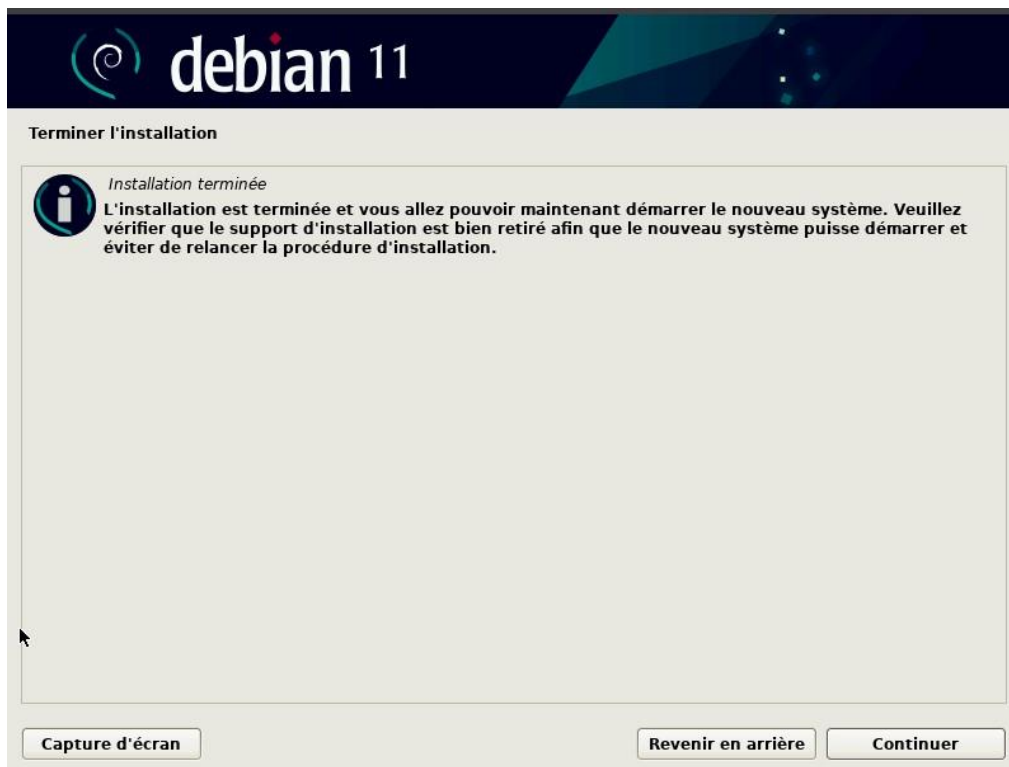 debian 11
Terminer l'installation
Installation terminée
L'installation est terminée et vous allez pouvoir maintenant démarrer le nouveau système. Veuillez
vérifier que le support d'installation est bien retiré afin que le nouveau système puisse démarrer et
éviter de relancer la procédure d'installation.
Capture d'écran
Revenir en arrière
Continuer